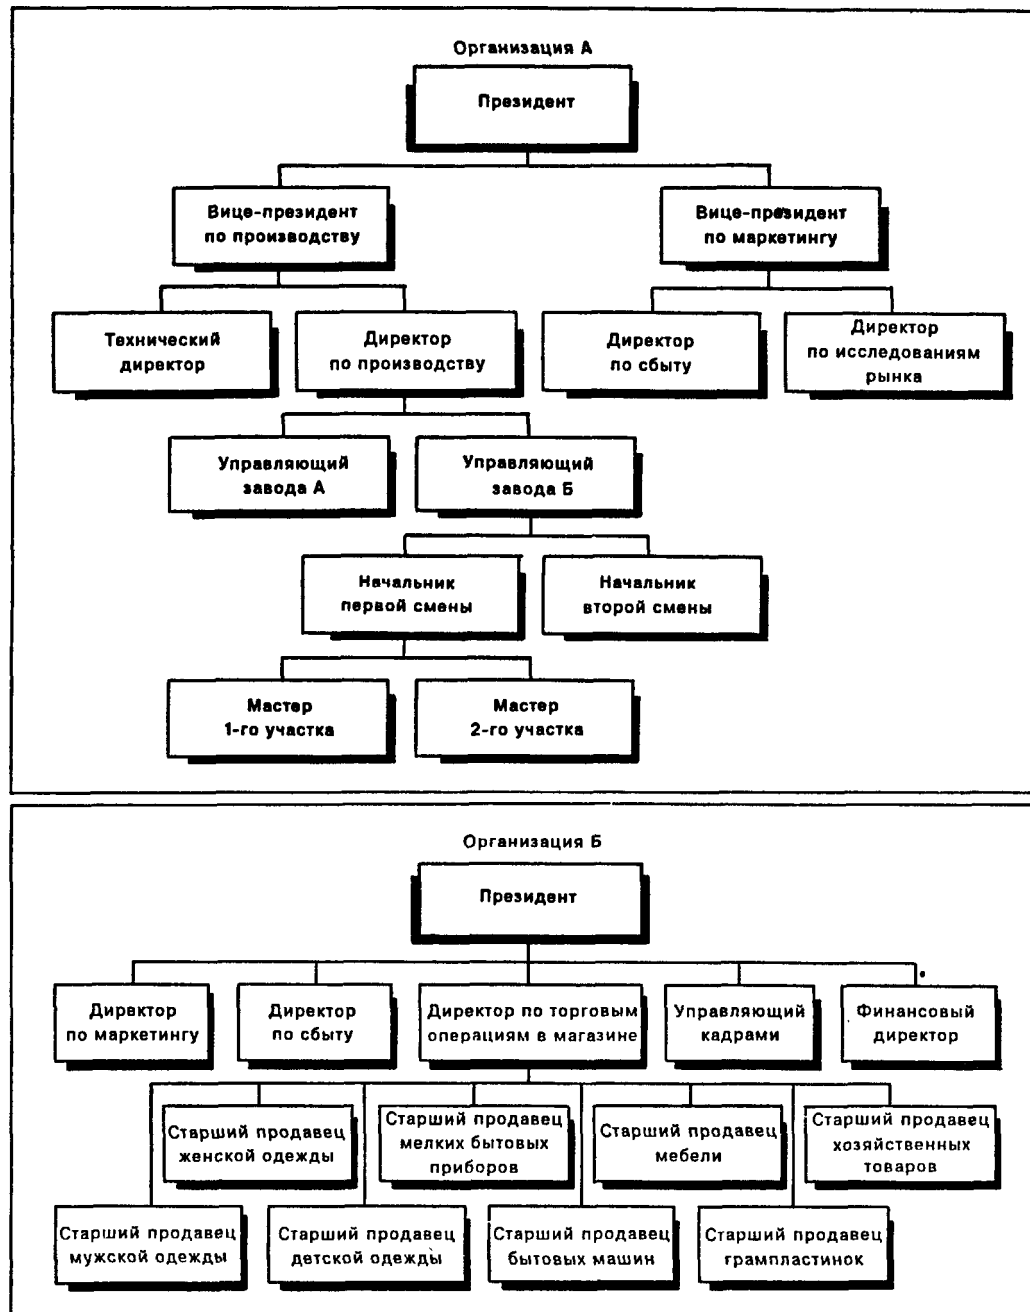 Организация А
Президент
Вице-президент
по производству
Вице-президент
по маркетингу
Технический
директор
Директор
по производству
Директор
по сбыту
Директор
по исследованиям
рынка
Управляющий
завода А
Управляющий
завода Б
Начальник
первой смены
Начальник
второй смены
Мастер
1-го участка
Мастер
2-го участка
Организация Б
Президент
Директор
по маркетингу
Директор
по сбыту
Директор по торговым
операциям в магазине
Управляющий
кадрами
Финансовый
директор
Старший продавец
женской одежды
Старший продавец
мелких бытовых
приборов
Старший продавец
мебели
Старший продавец
хозяйственных
товаров
Старший продавец
мужской одежды
Старший продавец
детской одежды
Старший продавец
бытовых машин
Старший продавец
грампластинок